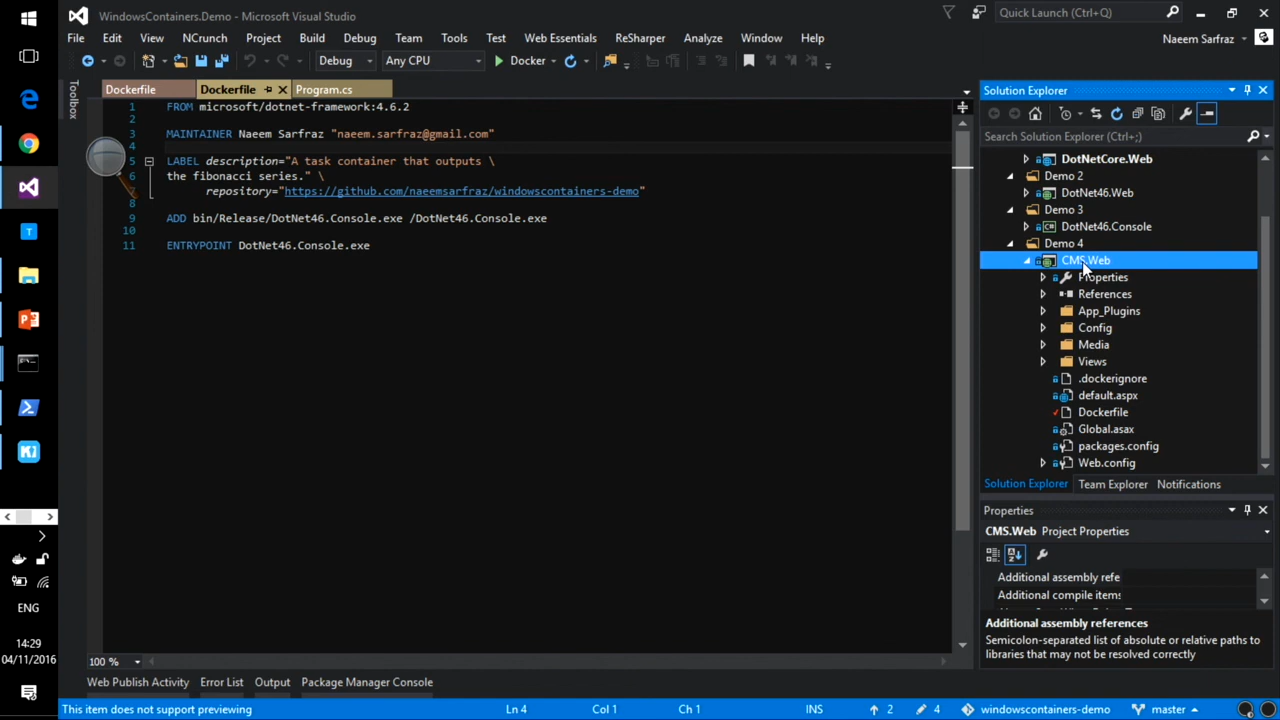 WindowsContainers.Demo - Microsoft Visual Studio
Quick Launch (Ctrl+Q)
File Edit View NCrunch Project Build Debug Team Tools Test Web Essentials ReSharper Analyze Window Help
Naeem Sarfraz
Debug Any CPU Docker
Toolbox
Dockerfile Dockerfile Program.cs
1 FROM microsoft/dotnet-framework:4.6.2
2
3 MAINTAINER Naeem Sarfraz "naeem.sarfraz@gmail.com"
4
5 LABEL description="A task container that outputs \
6 the fibonacci series." \
7 repository="https://github.com/naeemsarfraz/windowscontainers-demo"
8
9 ADD bin/Release/DotNet46.Console.exe /DotNet46.Console.exe
10
11 ENTRYPOINT DotNet46.Console.exe
100 %
Solution Explorer
Search Solution Explorer (Ctrl+;)
DotNetCore.Web
Demo 2
DotNet46.Web
Demo 3
DotNet46.Console
Demo 4
CMS.Web
Properties
References
App_Plugins
Config
Media
Views
.dockerignore
default.aspx
Dockerfile
Global.asax
packages.config
Web.config
Solution Explorer Team Explorer Notifications
Properties
CMS.Web Project Properties
Additional assembly refe
Additional compile items
Additional assembly references
Semicolon-separated list of absolute or relative paths to
libraries that may not be resolved correctly
Web Publish Activity Error List Output Package Manager Console
This item does not support previewing Ln 4 Col 1 Ch 1 INS 2 4 windowscontainers-demo master
ENG
14:29
04/11/2016